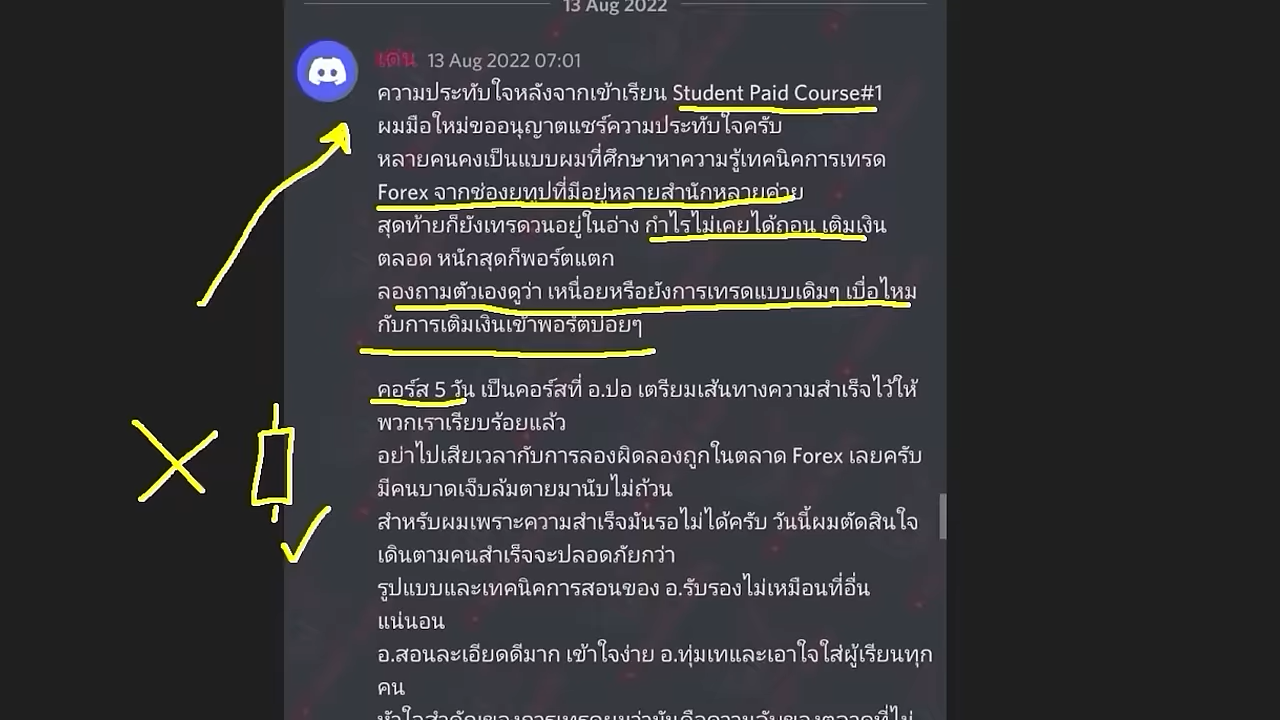 13 Aug 2022
เด่น 13 Aug 2022 07:01
ความประทับใจหลังจากเข้าเรียน Student Paid Course#1
ผมมือใหม่ขออนุญาตแชร์ความประทับใจครับ
หลายคนคงเป็นแบบผมที่ศึกษาหาความรู้เทคนิคการเทรด
Forex จากช่องยูทูปที่มีอยู่หลายสำนักหลายค่าย
สุดท้ายก็ยังเทรดวนอยู่ในอ่าง กำไรไม่เคยได้ถอน เติมเงิน
ตลอด หนักสุดก็พอร์ตแตก
ลองถามตัวเองดูว่า เหนื่อยหรือยังการเทรดแบบเดิมๆ เบื่อไหม
กับการเติมเงินเข้าพอร์ตบ่อยๆ
คอร์ส 5 วัน เป็นคอร์สที่ อ.ปอ เตรียมเส้นทางความสำเร็จไว้ให้
พวกเราเรียบร้อยแล้ว
อย่าไปเสียเวลากับการลองผิดลองถูกในตลาด Forex เลยครับ
มีคนบาดเจ็บล้มตายมานับไม่ถ้วน
สำหรับผมเพราะความสำเร็จมันรอไม่ได้ครับ วันนี้ผมตัดสินใจ
เดินตามคนสำเร็จจะปลอดภัยกว่า
รูปแบบและเทคนิคการสอนของ อ.รับรองไม่เหมือนที่อื่น
แน่นอน
อ.สอนละเอียดดีมาก เข้าใจง่าย อ.ทุ่มเทและเอาใจใส่ผู้เรียนทุก
คน